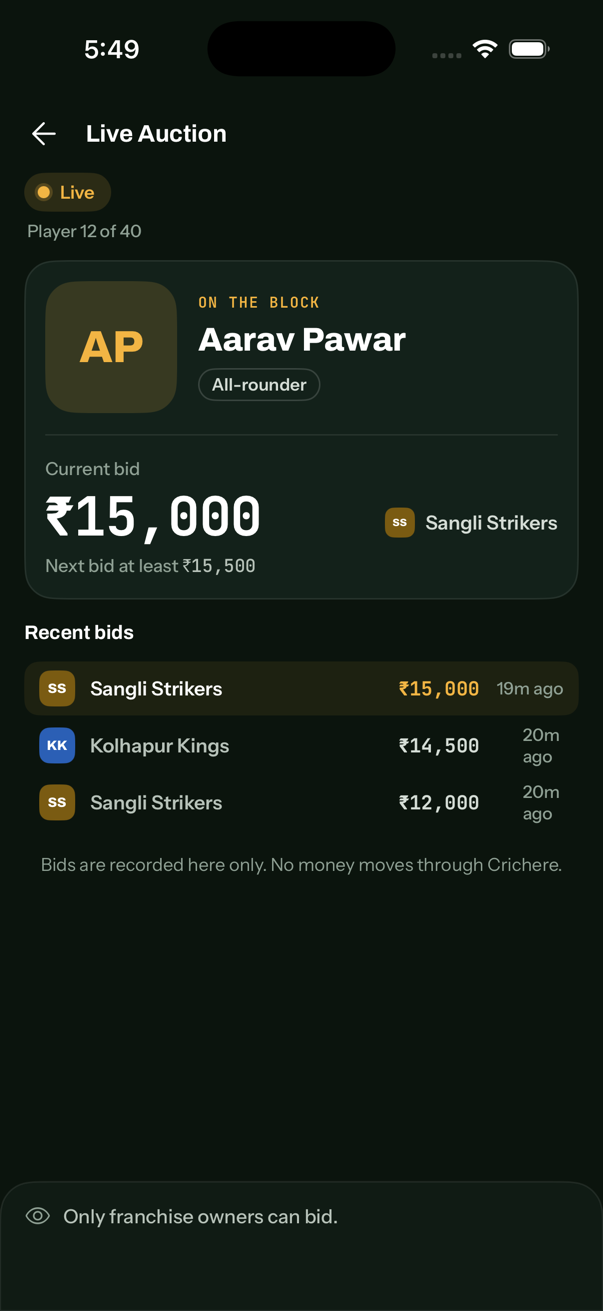 5:49
Live Auction
Live
Player 12 of 40
AP
ON THE BLOCK
Aarav Pawar
All-rounder
Current bid
₹15,000
SS Sangli Strikers
Next bid at least ₹15,500
Recent bids
SS Sangli Strikers ₹15,000 19m ago
KK Kolhapur Kings ₹14,500 20m
ago
SS Sangli Strikers ₹12,000 20m
ago
Bids are recorded here only. No money moves through Crichere.
Only franchise owners can bid.